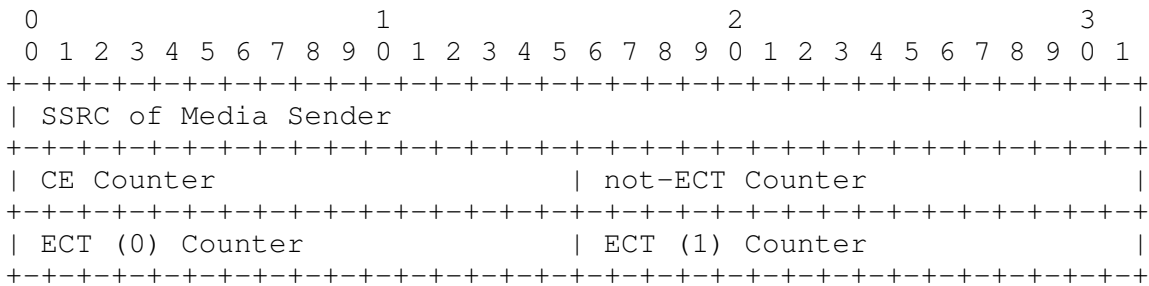 0                   1                   2                   3
 0 1 2 3 4 5 6 7 8 9 0 1 2 3 4 5 6 7 8 9 0 1 2 3 4 5 6 7 8 9 0 1
+-+-+-+-+-+-+-+-+-+-+-+-+-+-+-+-+-+-+-+-+-+-+-+-+-+-+-+-+-+-+-+-+
| SSRC of Media Sender                                          |
+-+-+-+-+-+-+-+-+-+-+-+-+-+-+-+-+-+-+-+-+-+-+-+-+-+-+-+-+-+-+-+-+
| CE Counter                    | not-ECT Counter               |
+-+-+-+-+-+-+-+-+-+-+-+-+-+-+-+-+-+-+-+-+-+-+-+-+-+-+-+-+-+-+-+-+
| ECT (0) Counter               | ECT (1) Counter               |
+-+-+-+-+-+-+-+-+-+-+-+-+-+-+-+-+-+-+-+-+-+-+-+-+-+-+-+-+-+-+-+-+